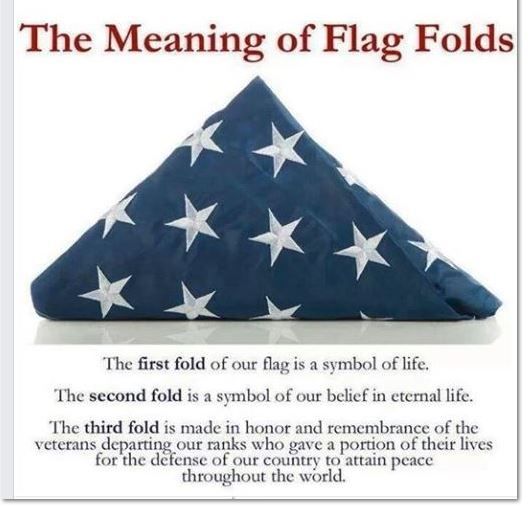 The Meaning of Flag Folds
The first fold of our flag is a symbol of life.
The second fold is a symbol of our belief in eternal life.
The third fold is made in honor and remembrance of the
veterans departing our ranks who gave a portion of their lives
for the defense of our country to attain peace
throughout the world.